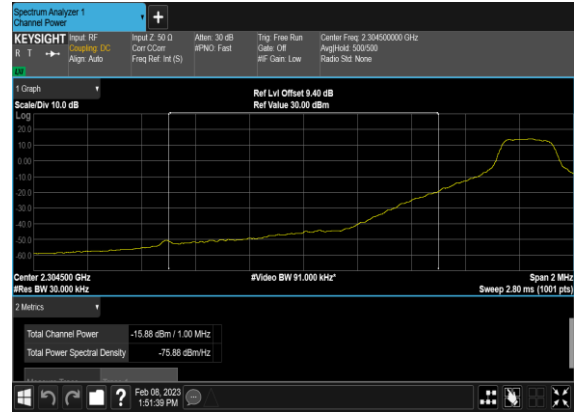 Spectrum Analyzer 1
Channel Power
+
KEYSIGHT
R T
Input: RF
Coupling: DC
Align: Auto
Input Z: 50 Ω
Corr CCorr
Freq Ref: Int (S)
Atten: 30 dB
#PNO: Fast
Trig: Free Run
Gate: Off
#IF Gain: Low
Center Freq: 2.304500000 GHz
Avg|Hold: 500/500
Radio Std: None
1 Graph
Scale/Div 10.0 dB
Ref Lvl Offset 9.40 dB
Ref Value 30.00 dBm
Log
20.0
10.0
0.00
-10.0
-20.0
-30.0
-40.0
-50.0
-60.0
Center 2.304500 GHz
#Res BW 30.000 kHz
#Video BW 91.000 kHz*
Span 2 MHz
Sweep 2.80 ms (1001 pts)
2 Metrics
Total Channel Power -15.88 dBm / 1.00 MHz
Total Power Spectral Density -75.88 dBm/Hz
?
Feb 08, 2023
1:51:39 PM